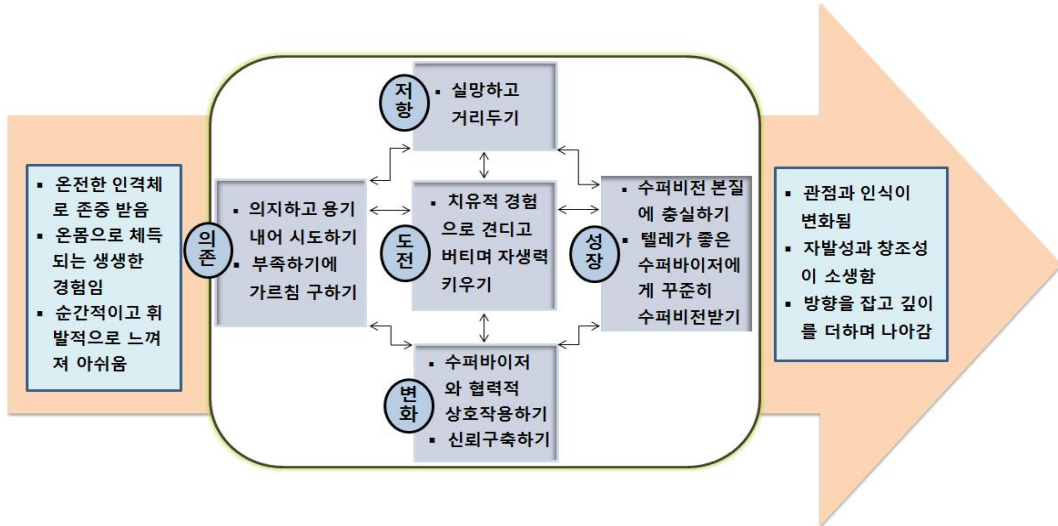 저항
▪ 실망하고
거리두기
▪ 온전한 인격체
로 존중 받음
▪ 온몸으로 체득
되는 생생한
경험임
▪ 순간적이고 휘
발적으로 느껴
져 아쉬움
의존
▪ 의지하고 용기
내어 시도하기
▪ 부족하기에
가르침 구하기
도전
▪ 치유적 경험
으로 견디고
버티며 자생력
키우기
성장
▪ 수퍼비전 본질
에 충실하기
▪ 텔레가 좋은
수퍼바이저에
게 꾸준히
수퍼비전받기
변화
▪ 수퍼바이저
와 협력적
상호작용하기
▪ 신뢰구축하기
▪ 관점과 인식이
변화됨
▪ 자발성과 창조성
이 소생함
▪ 방향을 잡고 깊이
를 더하며 나아감